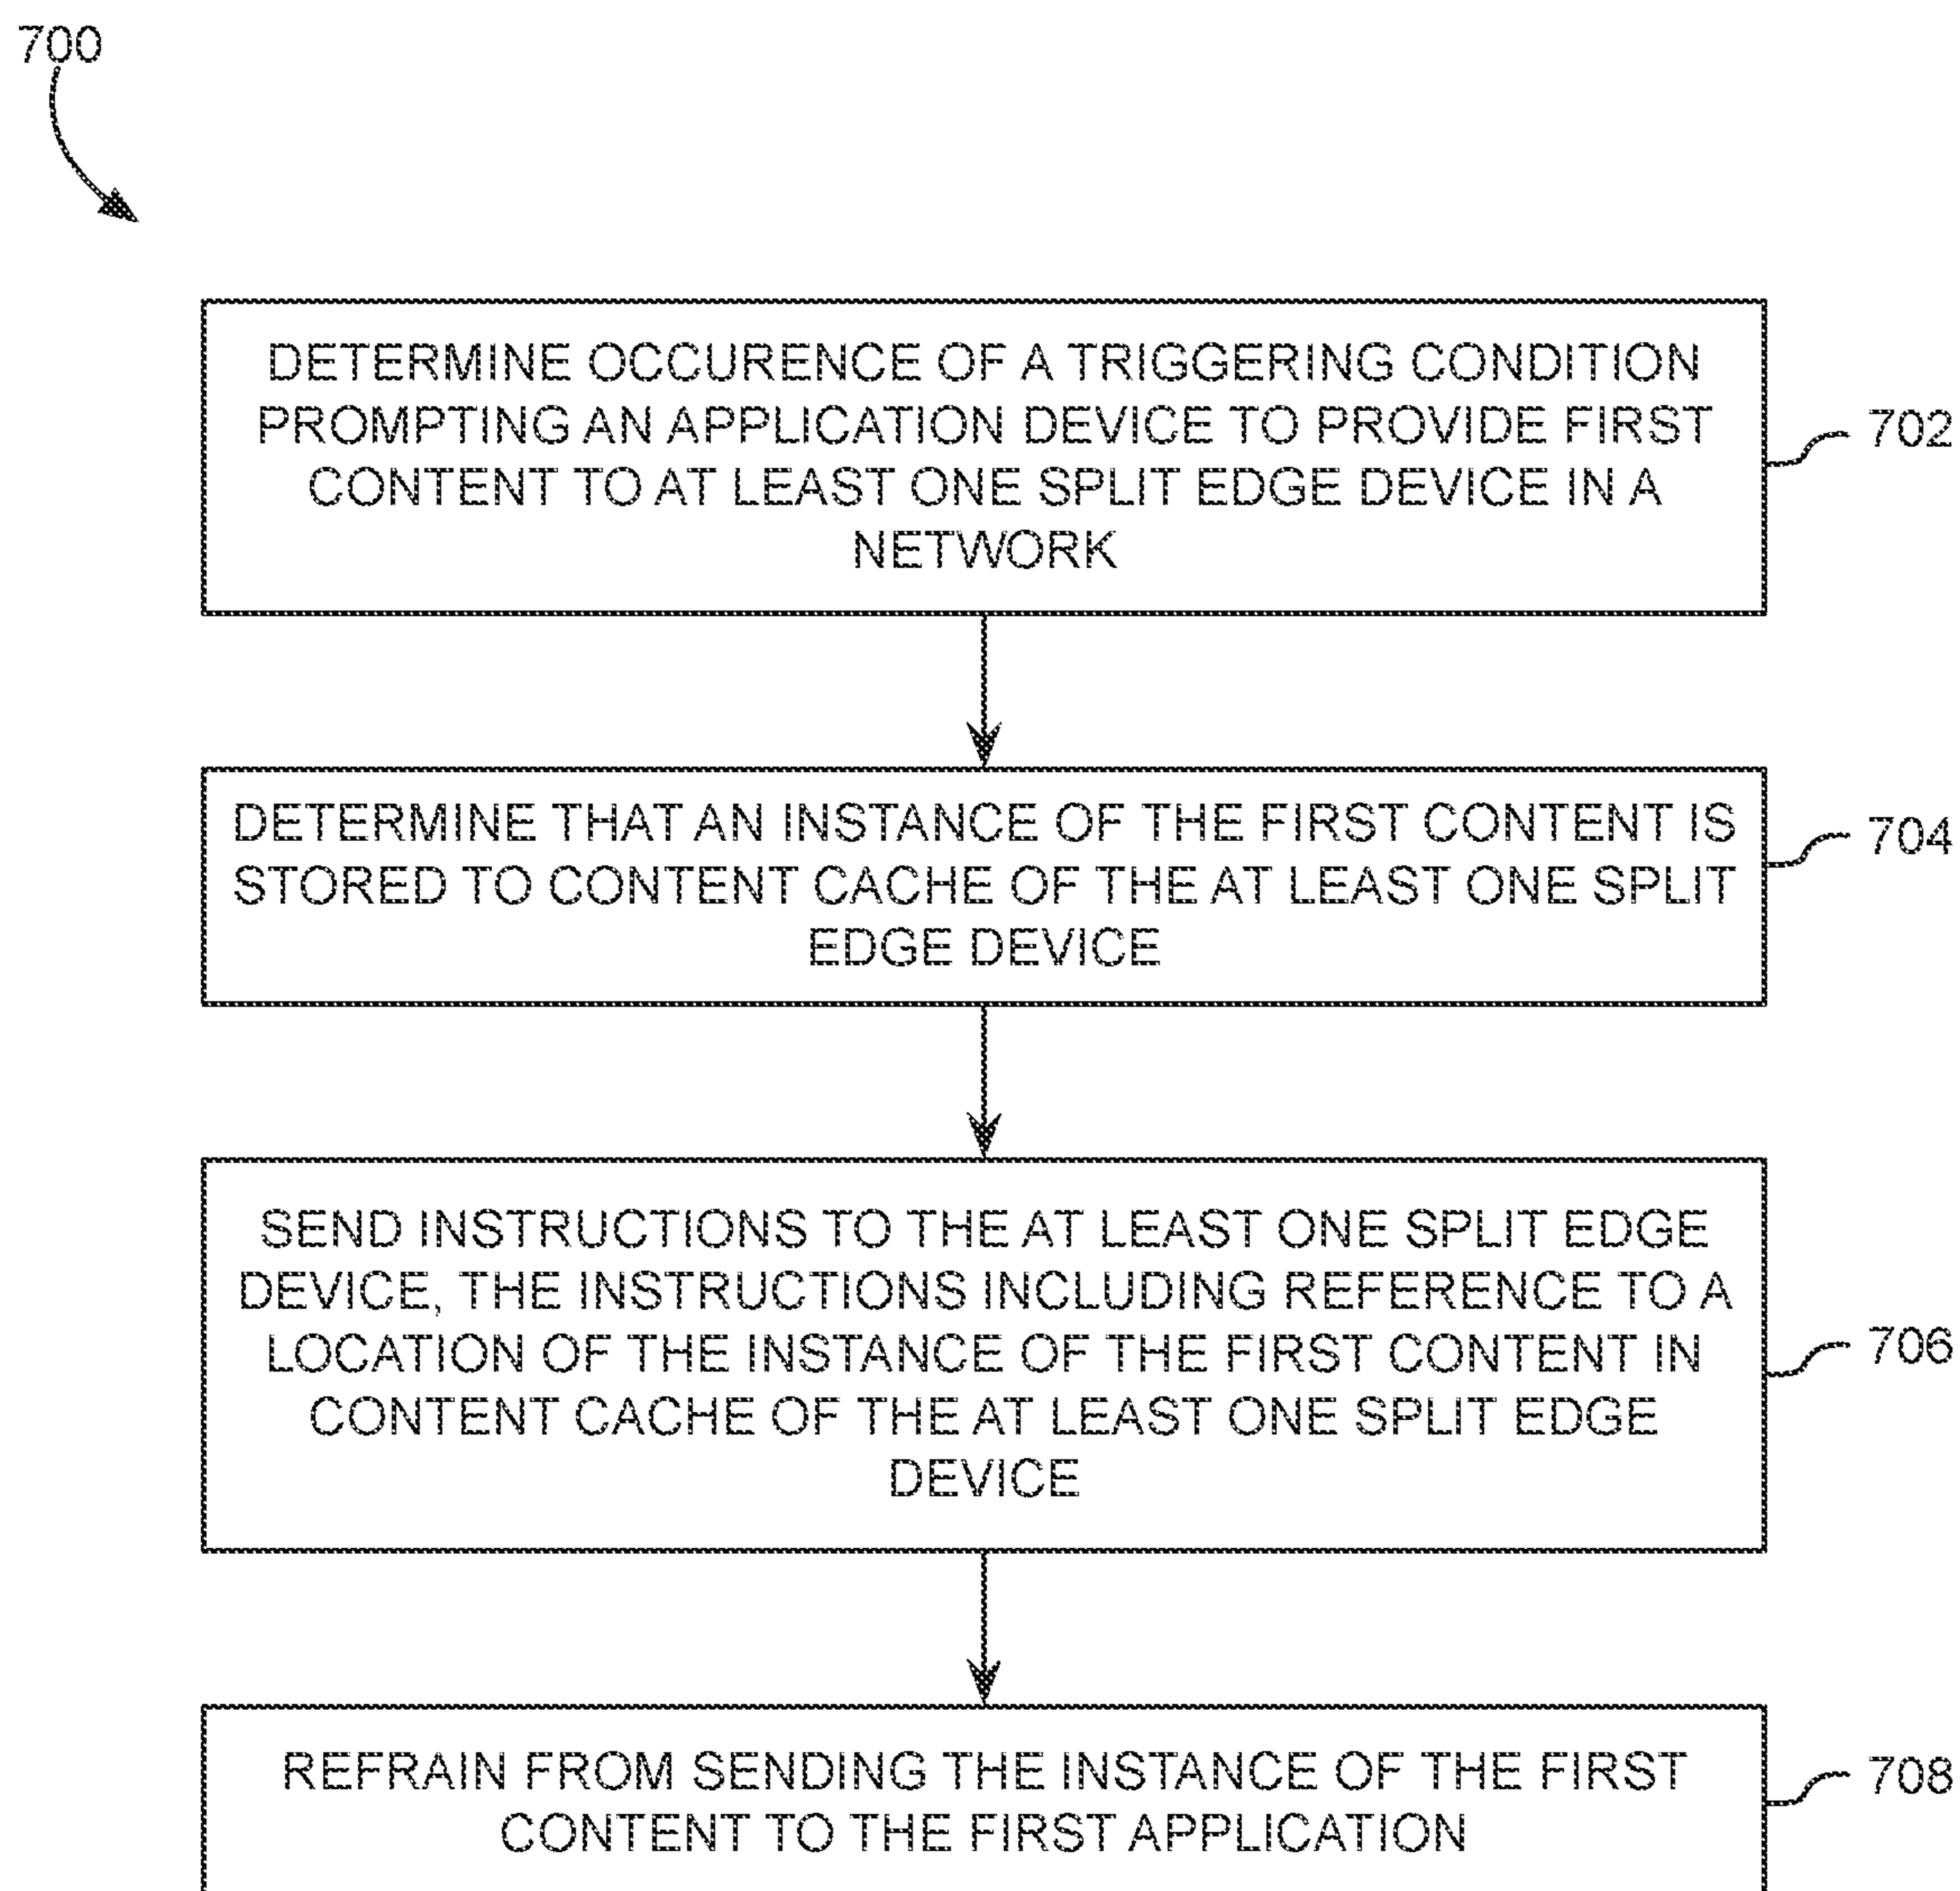 700
DETERMINE OCCURENCE OF A TRIGGERING CONDITION
PROMPTING AN APPLICATION DEVICE TO PROVIDE FIRST
CONTENT TO AT LEAST ONE SPLIT EDGE DEVICE IN A
NETWORK
702
DETERMINE THAT AN INSTANCE OF THE FIRST CONTENT IS
STORED TO CONTENT CACHE OF THE AT LEAST ONE SPLIT
EDGE DEVICE
704
SEND INSTRUCTIONS TO THE AT LEAST ONE SPLIT EDGE
DEVICE, THE INSTRUCTIONS INCLUDING REFERENCE TO A
LOCATION OF THE INSTANCE OF THE FIRST CONTENT IN
CONTENT CACHE OF THE AT LEAST ONE SPLIT EDGE
DEVICE
706
REFRAIN FROM SENDING THE INSTANCE OF THE FIRST
CONTENT TO THE FIRST APPLICATION
708